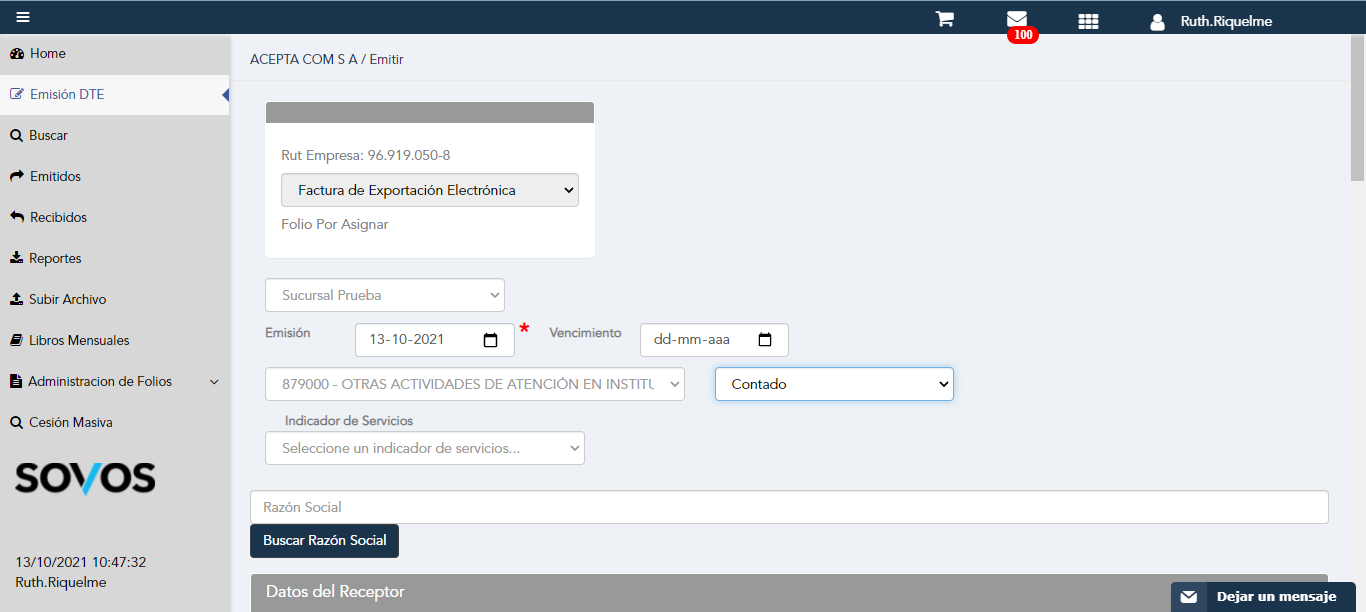 Ruth.Riquelme
100
Home
ACEPTA COM S A / Emitir
Emisión DTE
Buscar
Emitidos
Recibidos
Reportes
Subir Archivo
Libros Mensuales
Administracion de Folios
Cesión Masiva
SOVOS
13/10/2021 10:47:32
Ruth.Riquelme
Rut Empresa: 96.919.050-8
Factura de Exportación Electrónica
Folio Por Asignar
Sucursal Prueba
Emisión 13-10-2021 * Vencimiento dd-mm-aaa
879000 - OTRAS ACTIVIDADES DE ATENCIÓN EN INSTITU Contado
Indicador de Servicios
Seleccione un indicador de servicios...
Razón Social
Buscar Razón Social
Datos del Receptor
Dejar un mensaje